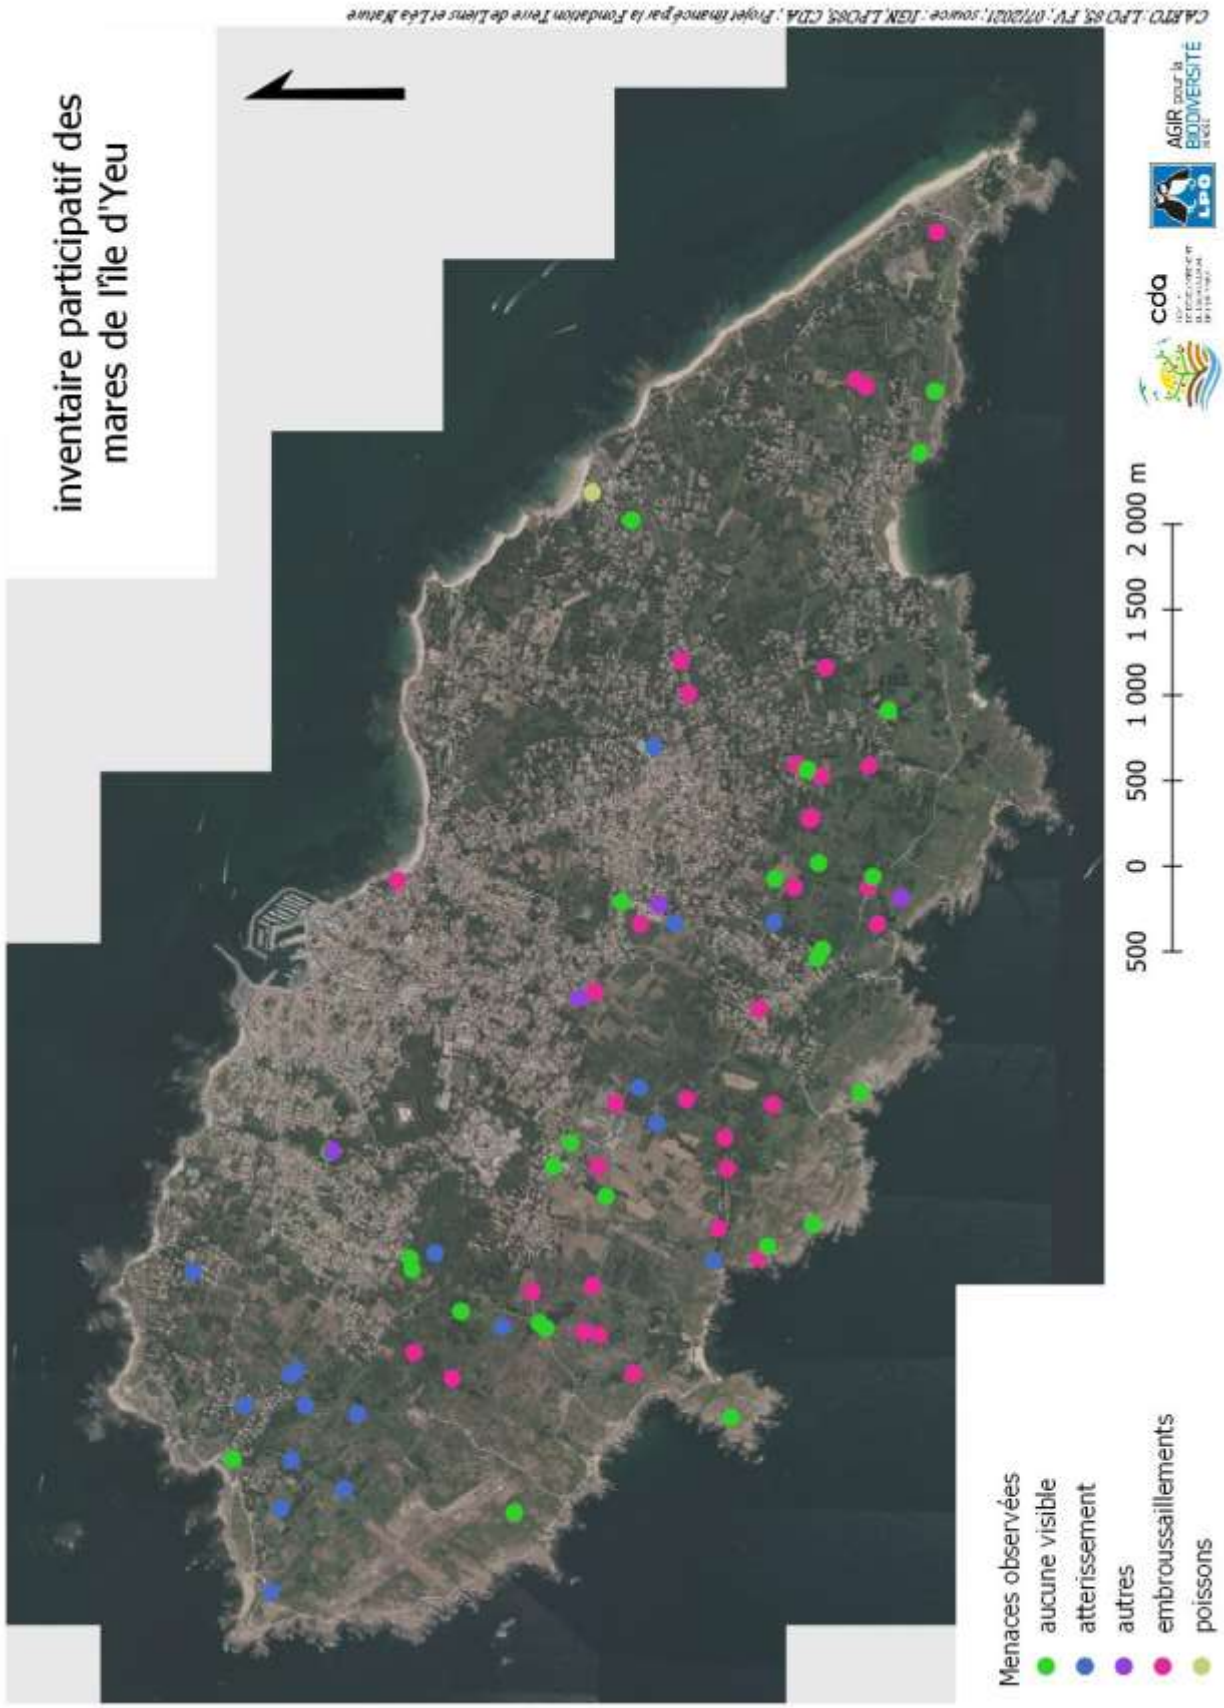 inventaire participatif des
mares de l'île d'Yeu
CARTO : LPO 85, FV ; 07/2021 ; source : IGN, LPO85, CDA ; Projet financé par la Fondation Terre de Liens et Léa Nature
Menaces observées
aucune visible
atterissement
autres
embroussaillements
poissons
500 0 500 1 000 1 500 2 000 m
cda
LPO
AGIR pour la
BIODIVERSITÉ
VENDÉE